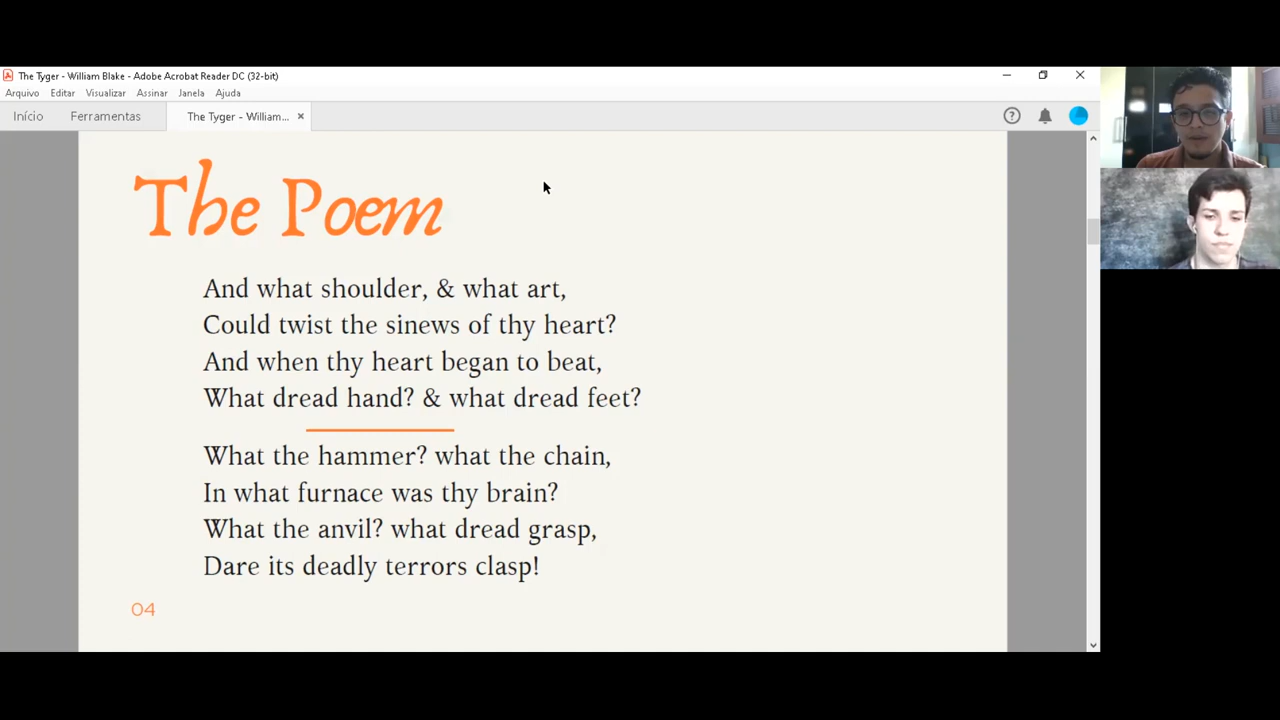 The Tyger - William Blake - Adobe Acrobat Reader DC (32-bit)
Arquivo Editar Visualizar Assinar Janela Ajuda
Início Ferramentas The Tyger - William...
The Poem
And what shoulder, & what art,
Could twist the sinews of thy heart?
And when thy heart began to beat,
What dread hand? & what dread feet?
What the hammer? what the chain,
In what furnace was thy brain?
What the anvil? what dread grasp,
Dare its deadly terrors clasp!
04